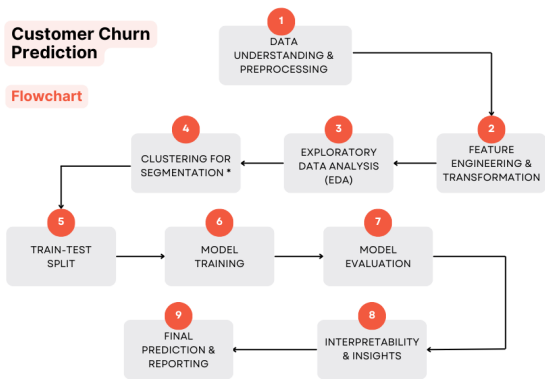 Customer Churn
Prediction
Flowchart
1
DATA
UNDERSTANDING &
PREPROCESSING
2
FEATURE
ENGINEERING &
TRANSFORMATION
3
EXPLORATORY
DATA ANALYSIS
(EDA)
4
CLUSTERING FOR
SEGMENTATION *
5
TRAIN-TEST
SPLIT
6
MODEL
TRAINING
7
MODEL
EVALUATION
8
INTERPRETABILITY
& INSIGHTS
9
FINAL
PREDICTION &
REPORTING